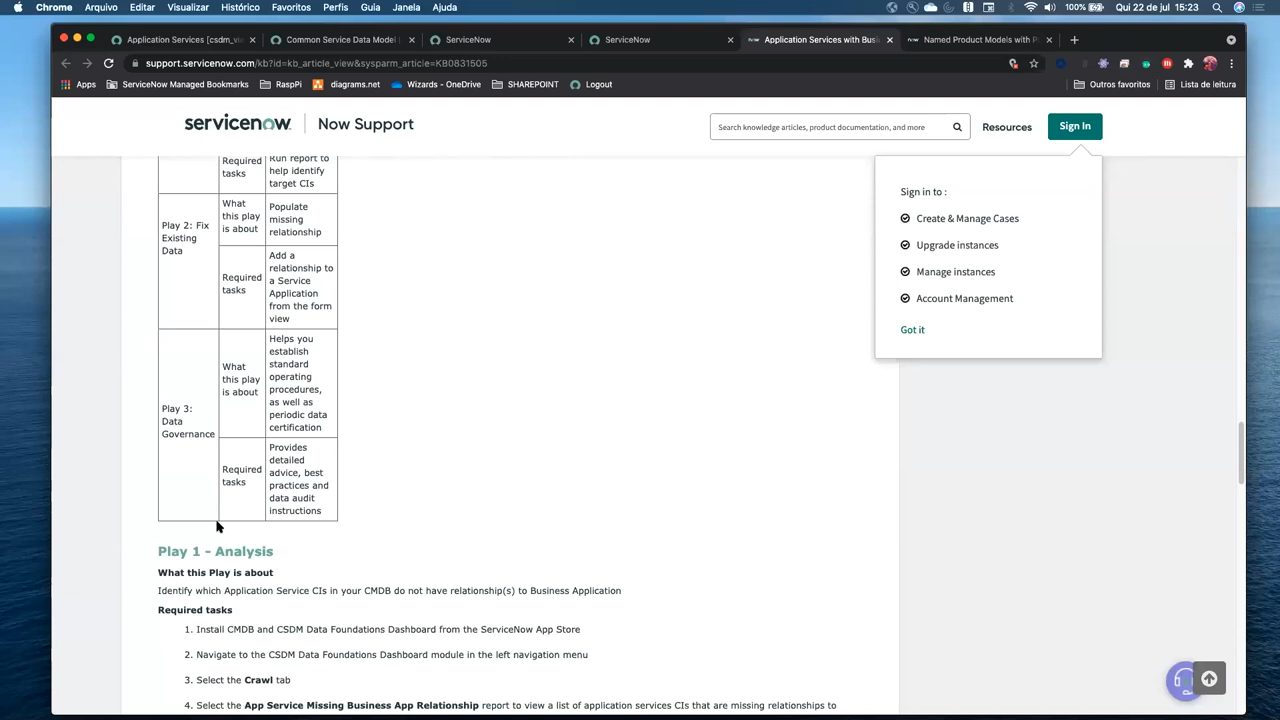 Chrome Arquivo Editar Visualizar Histórico Favoritos Perfis Guia Janela Ajuda 100% Qui 22 de jul 15:23
Application Services [csdm_vi Common Service Data Model ServiceNow ServiceNow Application Services with Busi Named Product Models with P
support.servicenow.com/kb?id=kb_article_view&sysparm_article=KB0831505
Apps ServiceNow Managed Bookmarks RaspPi diagrams.net Wizards - OneDrive SHAREPOINT Logout Outros favoritos Lista de leitura
servicenow Now Support
Search knowledge articles, product documentation, and more
Resources
Sign In
Sign in to :
Create & Manage Cases
Upgrade instances
Manage instances
Account Management
Got it
Required
tasks
Run report to
help identify
target CIs
Play 2: Fix
Existing
Data
What
this play
is about
Populate
missing
relationship
Required
tasks
Add a
relationship to
a Service
Application
from the form
view
Play 3:
Data
Governance
What
this play
is about
Helps you
establish
standard
operating
procedures,
as well as
periodic data
certification
Required
tasks
Provides
detailed
advice, best
practices and
data audit
instructions
Play 1 - Analysis
What this Play is about
Identify which Application Service CIs in your CMDB do not have relationship(s) to Business Application
Required tasks
1. Install CMDB and CSDM Data Foundations Dashboard from the ServiceNow App Store
2. Navigate to the CSDM Data Foundations Dashboard module in the left navigation menu
3. Select the Crawl tab
4. Select the App Service Missing Business App Relationship report to view a list of application services CIs that are missing relationships to